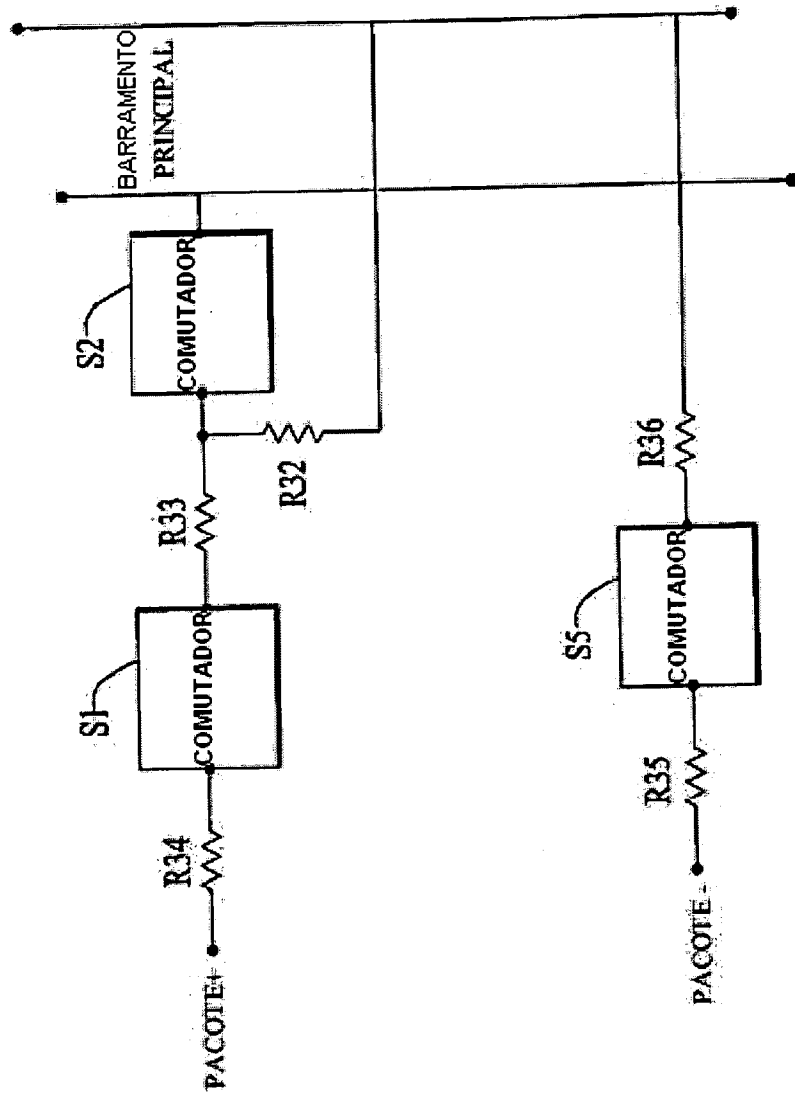 BARRAMENTO
PRINCIPAL
S2
COMUTADOR
R32
R33
S1
COMUTADOR
R34
PACOTE+
R36
S5
COMUTADOR
R35
PACOTE -